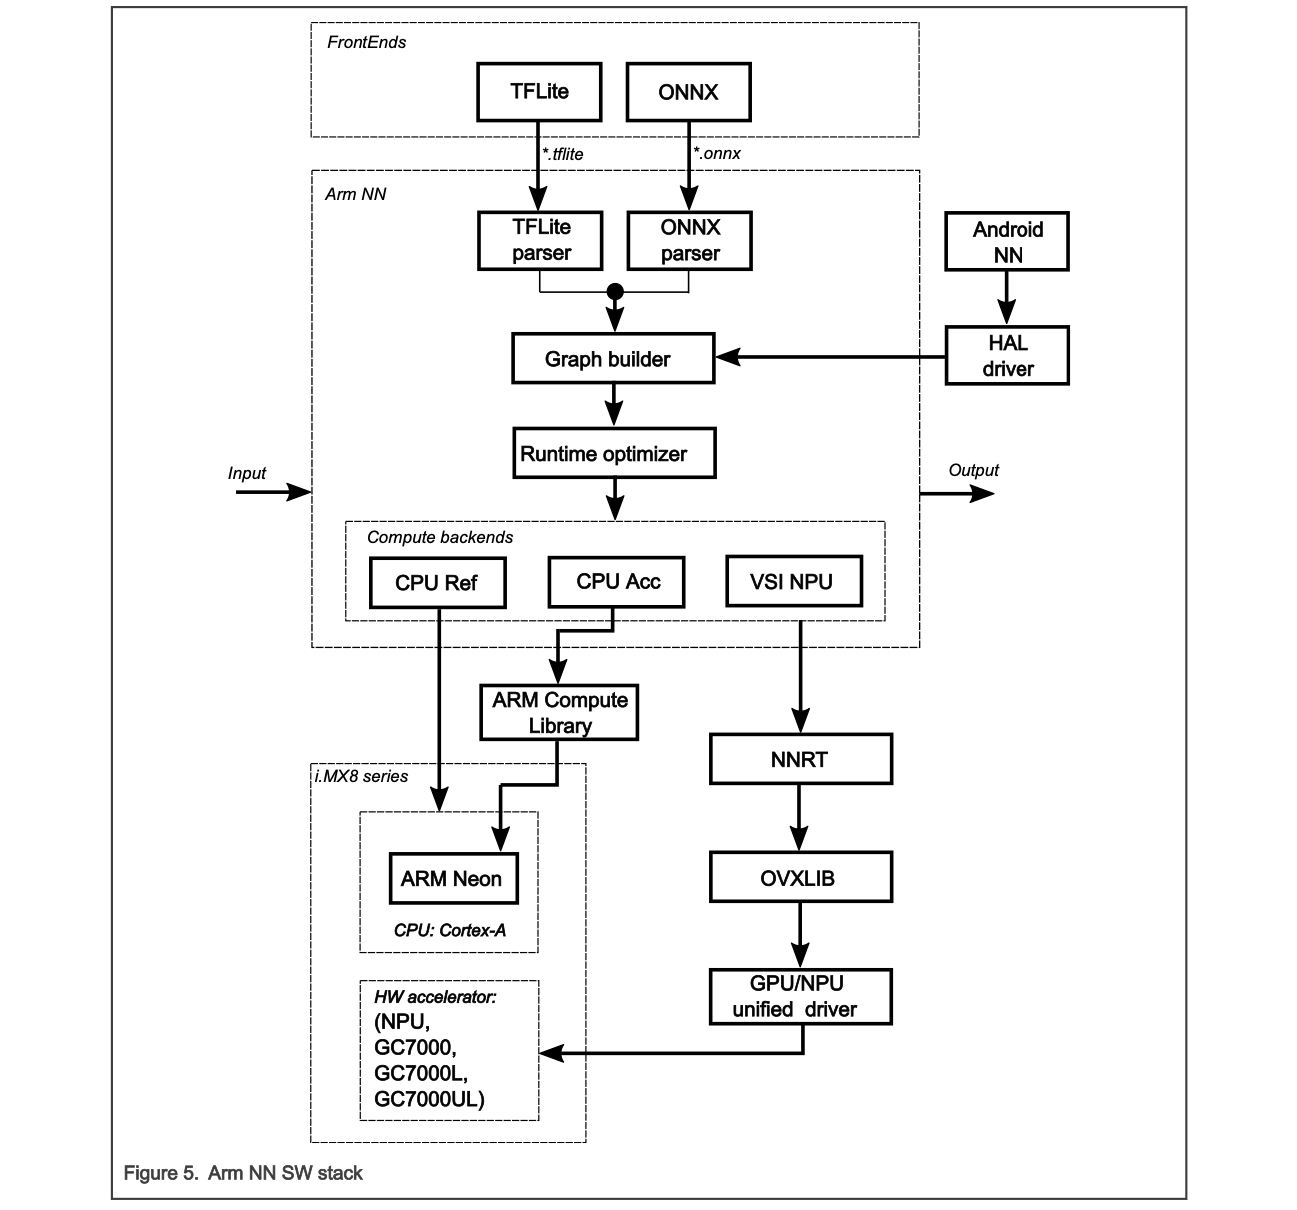 FrontEnds
TFLite
ONNX
*.tflite
*.onnx
Arm NN
TFLite
parser
ONNX
parser
Android
NN
HAL
driver
Graph builder
Runtime optimizer
Input
Output
Compute backends
CPU Ref
CPU Acc
VSI NPU
ARM Compute
Library
NNRT
i.MX8 series
ARM Neon
CPU: Cortex-A
OVXLIB
GPU/NPU
unified driver
HW accelerator:
(NPU,
GC7000,
GC7000L,
GC7000UL)
Figure 5. Arm NN SW stack